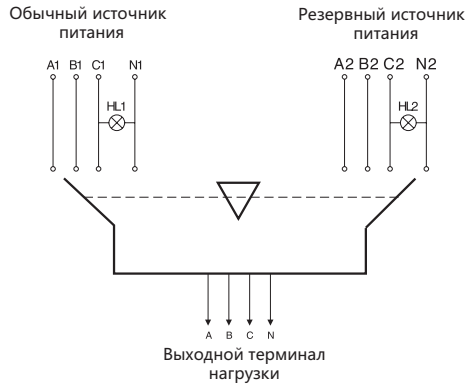 Обычный источник
питания
Резервный источник
питания
A1 B1 C1 N1
A2 B2 C2 N2
HL1
HL2
A B C N
Выходной терминал
нагрузки